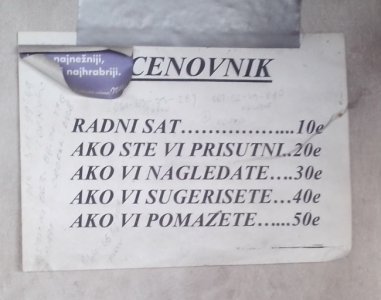 najnežniji,
najhrabriji.
CENOVNIK
RADNI SAT................10e
AKO STE VI PRISUTNI..20e
AKO VI NAGLEDATE....30e
AKO VI SUGERISETE...40e
AKO VI POMAZETE......50e